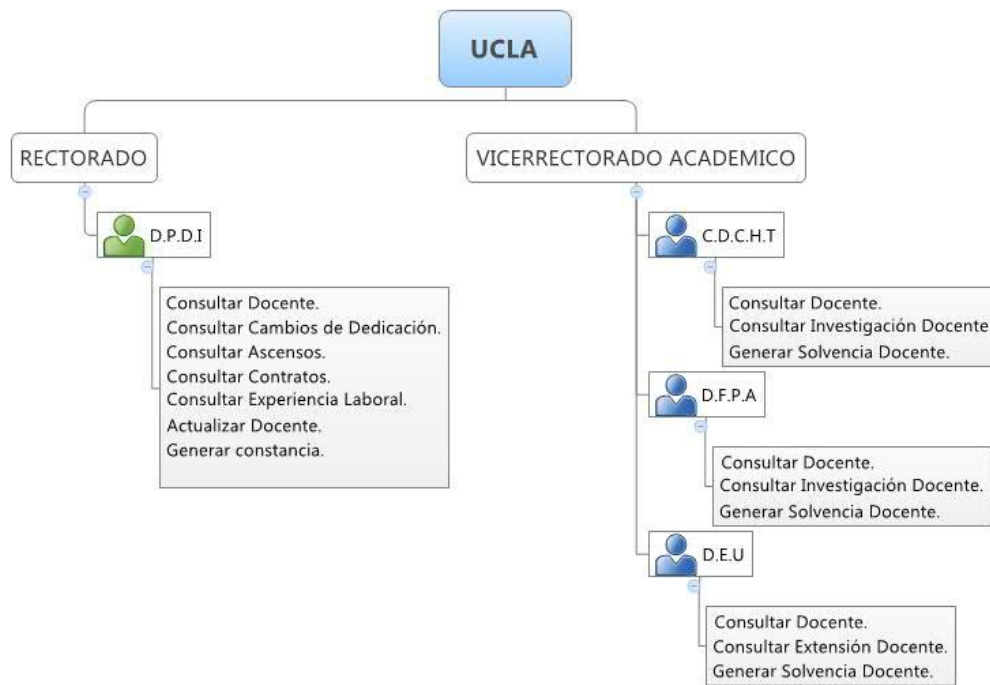 UCLA
RECTORADO
D.P.D.I
Consultar Docente.
Consultar Cambios de Dedicación.
Consultar Ascensos.
Consultar Contratos.
Consultar Experiencia Laboral.
Actualizar Docente.
Generar constancia.
VICERRECTORADO ACADEMICO
C.D.C.H.T
Consultar Docente.
Consultar Investigación Docente
Generar Solvencia Docente.
D.F.P.A
Consultar Docente.
Consultar Investigación Docente.
Generar Solvencia Docente.
D.E.U
Consultar Docente.
Consultar Extensión Docente.
Generar Solvencia Docente.